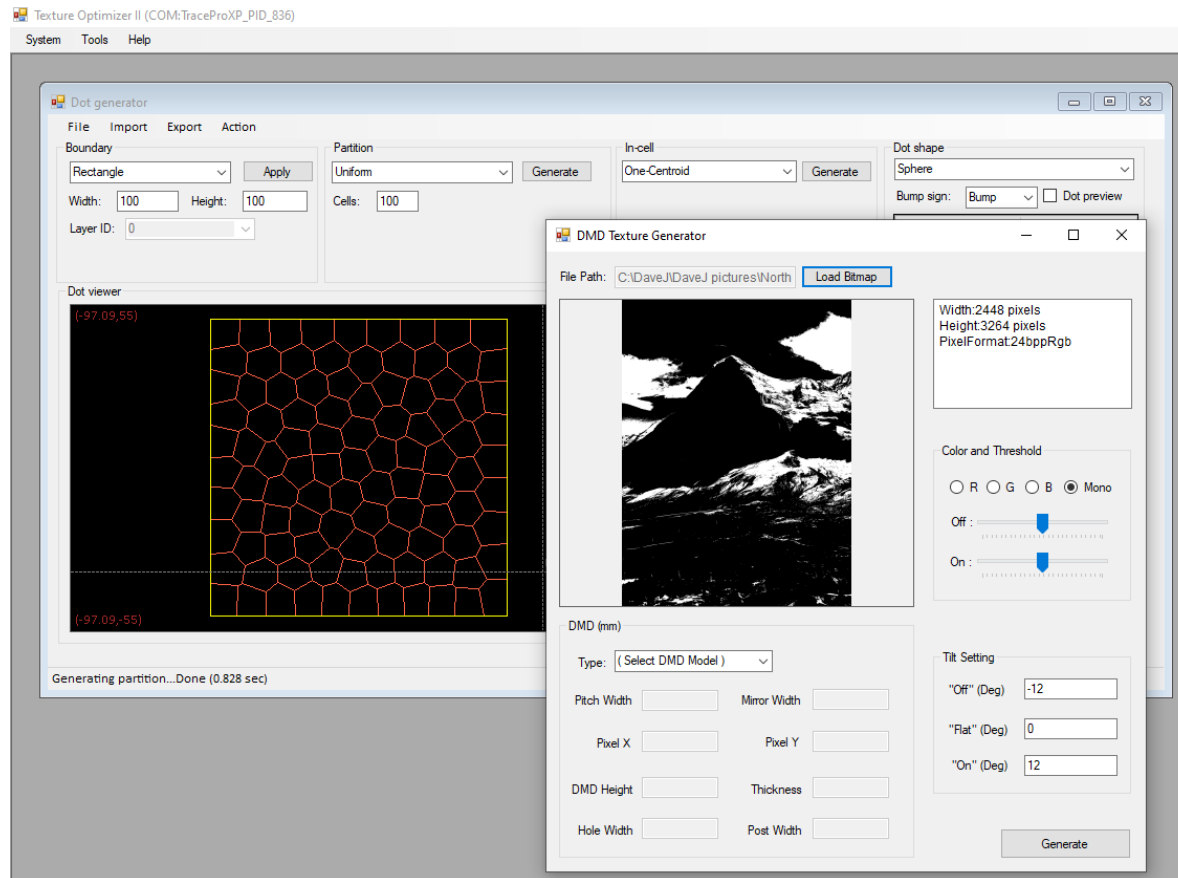 Texture Optimizer II (COM:TraceProXP_PID_836)
System Tools Help
Dot generator
File Import Export Action
Boundary
Rectangle Apply
Width: 100 Height: 100
Layer ID: 0
Partition
Uniform Generate
Cells: 100
In-cell
One-Centroid Generate
Dot shape
Sphere
Bump sign: Bump Dot preview
Dot viewer
(-97.09,55)
(-97.09,-55)
Generating partition...Done (0.828 sec)
DMD Texture Generator
File Path: C:\DaveJ\DaveJ pictures\North Load Bitmap
Width:2448 pixels
Height:3264 pixels
PixelFormat:24bppRgb
Color and Threshold
R G B Mono
Off :
On :
DMD (mm)
Type: ( Select DMD Model )
Pitch Width Mirror Width
Pixel X Pixel Y
DMD Height Thickness
Hole Width Post Width
Tilt Setting
"Off" (Deg) -12
"Flat" (Deg) 0
"On" (Deg) 12
Generate